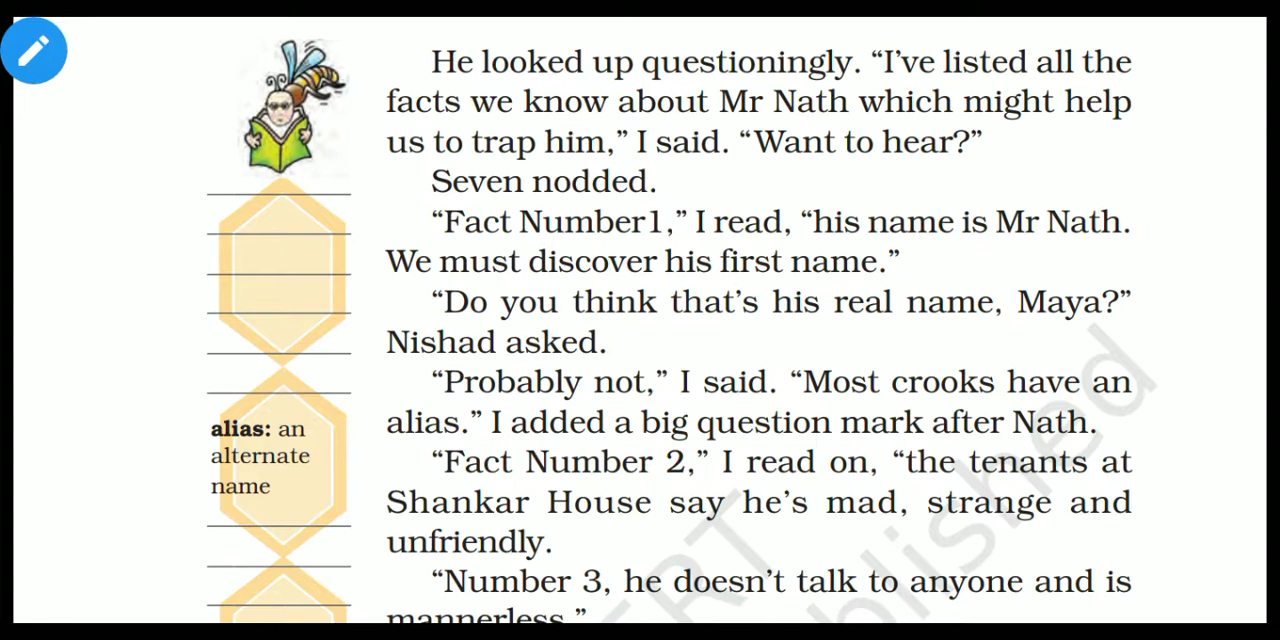 He looked up questioningly. “I’ve listed all the
facts we know about Mr Nath which might help
us to trap him,” I said. “Want to hear?”
Seven nodded.
“Fact Number1,” I read, “his name is Mr Nath.
We must discover his first name.”
“Do you think that’s his real name, Maya?”
Nishad asked.
“Probably not,” I said. “Most crooks have an
alias.” I added a big question mark after Nath.
“Fact Number 2,” I read on, “the tenants at
Shankar House say he’s mad, strange and
unfriendly.
“Number 3, he doesn’t talk to anyone and is
mannerless.”
alias: an
alternate
name